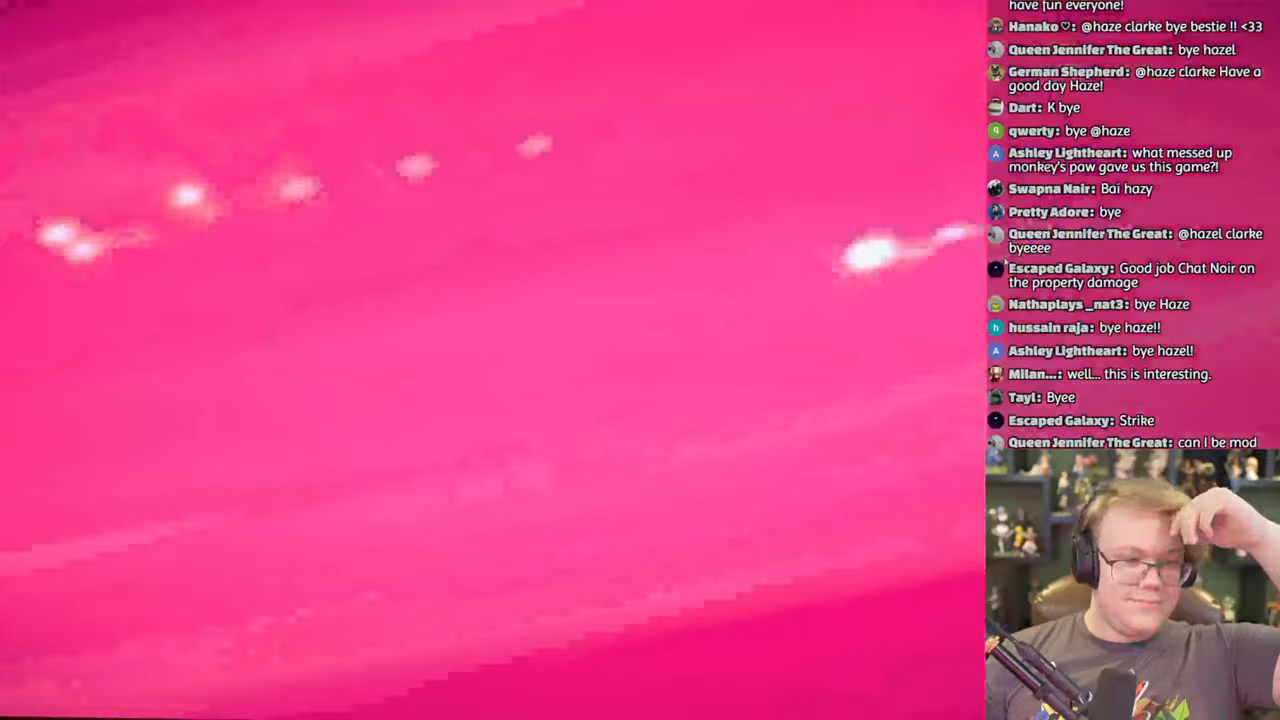 have fun everyone!
Hanako ♡: @haze clarke bye bestie !! <33
Queen Jennifer The Great: bye hazel
German Shepherd: @haze clarke Have a
good day Haze!
Dart: K bye
q qwerty: bye @haze
A Ashley Lightheart: what messed up
monkey's paw gave us this game?!
Swapna Nair: Bai hazy
Pretty Adore: bye
Queen Jennifer The Great: @hazel clarke
byeeee
Escaped Galaxy: Good job Chat Noir on
the property damage
Nathaplays_nat3: bye Haze
h hussain raja: bye haze!!
A Ashley Lightheart: bye hazel!
Milan...: well... this is interesting.
Tayl: Byee
Escaped Galaxy: Strike
Queen Jennifer The Great: can I be mod